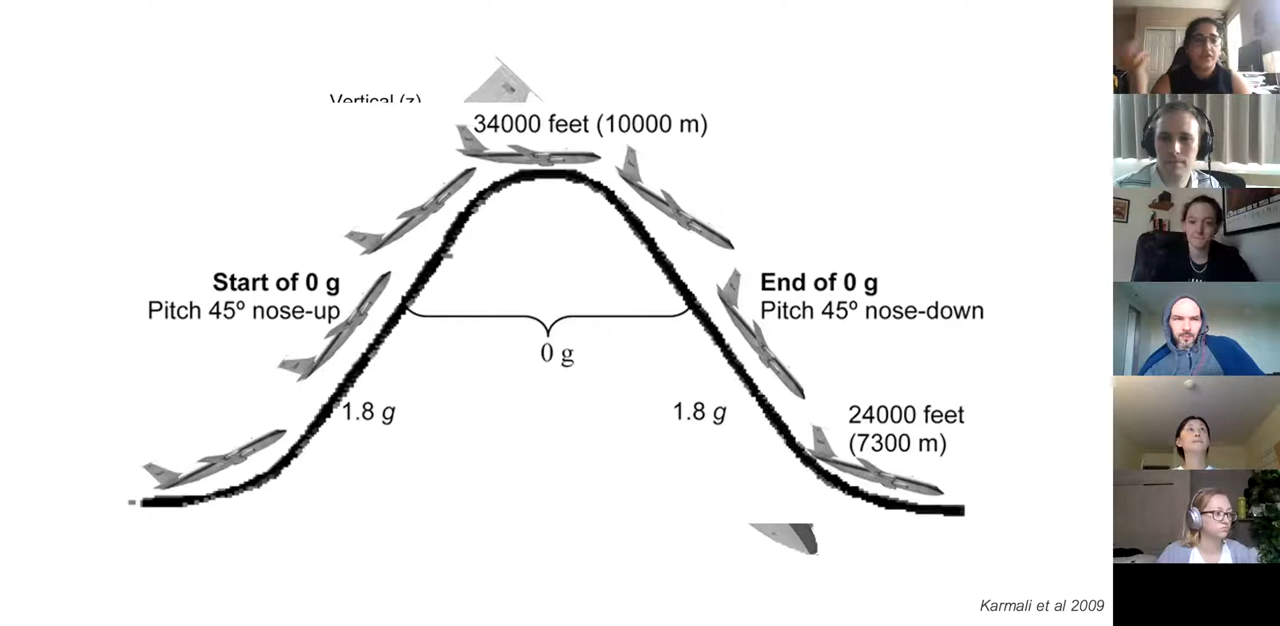 Vertical (z)
34000 feet (10000 m)
Start of 0 g
Pitch 45º nose-up
End of 0 g
Pitch 45º nose-down
0 g
1.8 g
1.8 g
24000 feet
(7300 m)
Karmali et al 2009